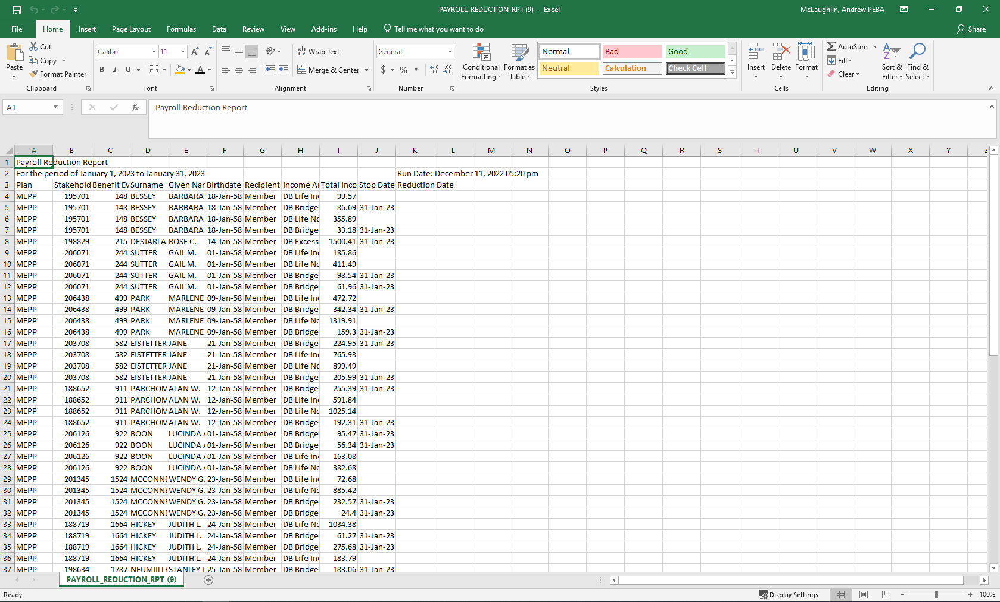 PAYROLL_REDUCTION_RPT (9) - Excel
McLaughlin, Andrew PEBA
File Home Insert Page Layout Formulas Data Review View Add-ins Help Tell me what you want to do Share
Paste Cut Copy Format Painter
Calibri 11 B I U
Wrap Text Merge & Center
General $ % ,
Conditional Formatting Format as Table
Normal Bad Good
Neutral Calculation Check Cell
Insert Delete Format
AutoSum Fill Clear Sort & Filter Find & Select
Clipboard Font Alignment Number Styles Cells Editing
A1 fx Payroll Reduction Report
A B C D E F G H I J K L M N O P Q R S T U V W X Y Z
1 Payroll Reduction Report
2 For the period of January 1, 2023 to January 31, 2023 Run Date: December 11, 2022 05:20 pm
3 Plan Stakehold Benefit Ev Surname Given Nar Birthdate Recipient Income Ar Total Inco Stop Date Reduction Date
4 MEPP 195701 148 BESSEY BARBARA 18-Jan-58 Member DB Life Inc 99.57
5 MEPP 195701 148 BESSEY BARBARA 18-Jan-58 Member DB Bridge 86.69 31-Jan-23
6 MEPP 195701 148 BESSEY BARBARA 18-Jan-58 Member DB Life Nc 355.89
7 MEPP 195701 148 BESSEY BARBARA 18-Jan-58 Member DB Bridge 33.18 31-Jan-23
8 MEPP 198829 215 DESJARLA ROSE C. 14-Jan-58 Member DB Excess 1500.41 31-Jan-23
9 MEPP 206071 244 SUTTER GAIL M. 01-Jan-58 Member DB Life Inc 185.86
10 MEPP 206071 244 SUTTER GAIL M. 01-Jan-58 Member DB Life Nc 411.49
11 MEPP 206071 244 SUTTER GAIL M. 01-Jan-58 Member DB Bridge 98.54 31-Jan-23
12 MEPP 206071 244 SUTTER GAIL M. 01-Jan-58 Member DB Bridge 61.96 31-Jan-23
13 MEPP 206438 499 PARK MARLENE 09-Jan-58 Member DB Life Inc 472.72
14 MEPP 206438 499 PARK MARLENE 09-Jan-58 Member DB Bridge 342.34 31-Jan-23
15 MEPP 206438 499 PARK MARLENE 09-Jan-58 Member DB Life Nc 1319.91
16 MEPP 206438 499 PARK MARLENE 09-Jan-58 Member DB Bridge 159.3 31-Jan-23
17 MEPP 203708 582 EISTETTER JANE 21-Jan-58 Member DB Bridge 224.95 31-Jan-23
18 MEPP 203708 582 EISTETTER JANE 21-Jan-58 Member DB Life Inc 765.93
19 MEPP 203708 582 EISTETTER JANE 21-Jan-58 Member DB Life Nc 899.49
20 MEPP 203708 582 EISTETTER JANE 21-Jan-58 Member DB Bridge 205.99 31-Jan-23
21 MEPP 188652 911 PARCHOM ALAN W. 12-Jan-58 Member DB Bridge 255.39 31-Jan-23
22 MEPP 188652 911 PARCHOM ALAN W. 12-Jan-58 Member DB Life Inc 591.84
23 MEPP 188652 911 PARCHOM ALAN W. 12-Jan-58 Member DB Life Nc 1025.14
24 MEPP 188652 911 PARCHOM ALAN W. 12-Jan-58 Member DB Bridge 192.31 31-Jan-23
25 MEPP 206126 922 BOON LUCINDA A 01-Jan-58 Member DB Bridge 95.47 31-Jan-23
26 MEPP 206126 922 BOON LUCINDA A 01-Jan-58 Member DB Bridge 56.34 31-Jan-23
27 MEPP 206126 922 BOON LUCINDA A 01-Jan-58 Member DB Life Inc 163.08
28 MEPP 206126 922 BOON LUCINDA A 01-Jan-58 Member DB Life Nc 382.68
29 MEPP 201345 1524 MCCONNE WENDY G. 23-Jan-58 Member DB Life Inc 72.68
30 MEPP 201345 1524 MCCONNE WENDY G. 23-Jan-58 Member DB Life Nc 885.42
31 MEPP 201345 1524 MCCONNE WENDY G. 23-Jan-58 Member DB Bridge 232.57 31-Jan-23
32 MEPP 201345 1524 MCCONNE WENDY G. 23-Jan-58 Member DB Bridge 24.4 31-Jan-23
33 MEPP 188719 1664 HICKEY JUDITH L. 24-Jan-58 Member DB Life Nc 1034.38
34 MEPP 188719 1664 HICKEY JUDITH L. 24-Jan-58 Member DB Bridge 61.27 31-Jan-23
35 MEPP 188719 1664 HICKEY JUDITH L. 24-Jan-58 Member DB Bridge 275.68 31-Jan-23
36 MEPP 188719 1664 HICKEY JUDITH L. 24-Jan-58 Member DB Life Inc 183.79
37 MEPP 198634 1787 NEUMILLE STANLEY D 25-Jan-58 Member DB Bridge 183.06 31-Jan-23
PAYROLL_REDUCTION_RPT (9)
Ready Display Settings 100%